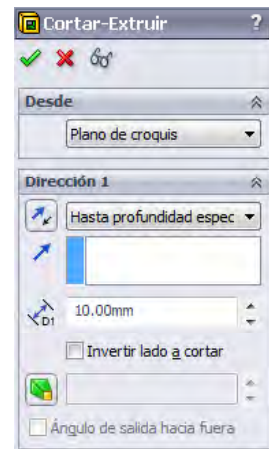 Cortar-Extruir ?
Desde
Plano de croquis
Dirección 1
Hasta profundidad espec
D1 10.00mm
Invertir lado a cortar
Ángulo de salida hacia fuera